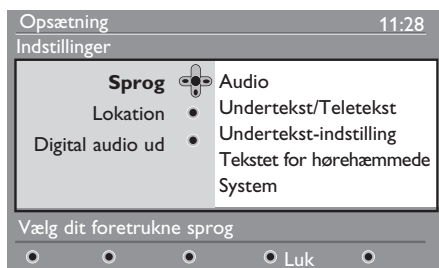 Opsætning 11:28
Indstillinger
Sprog
Lokation
Digital audio ud
Audio
Undertekst/Teletekst
Undertekst-indstilling
Tekstet for hørehæmmede
System
Vælg dit foretrukne sprog
Luk